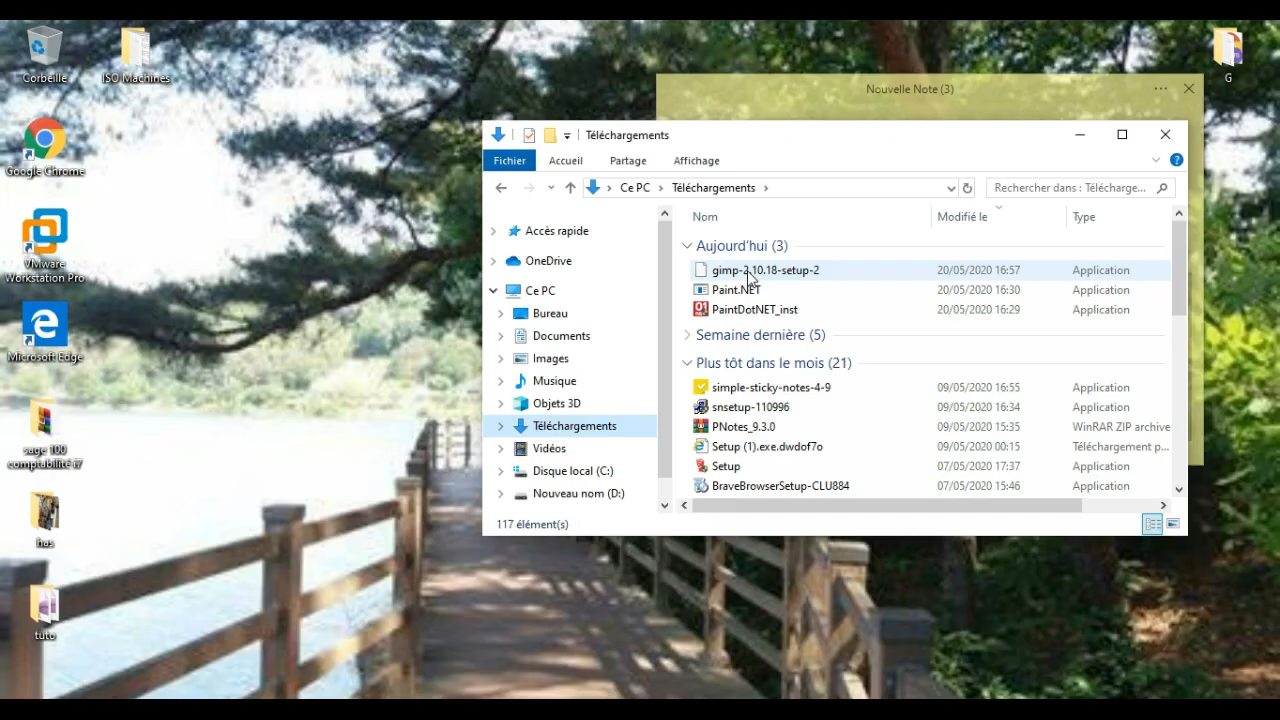 Corbeille
ISO Machines
G
Google Chrome
VMware
Workstation Pro
Microsoft Edge
sage 100
comptabilité i7
has
tuto
Nouvelle Note (3)
Téléchargements
Fichier
Accueil
Partage
Affichage
Ce PC
Téléchargements
Rechercher dans : Télécharge...
Accès rapide
OneDrive
Ce PC
Bureau
Documents
Images
Musique
Objets 3D
Téléchargements
Vidéos
Disque local (C:)
Nouveau nom (D:)
Nom Modifié le Type
Aujourd'hui (3)
gimp-2.10.18-setup-2 20/05/2020 16:57 Application
Paint.NET 20/05/2020 16:30 Application
PaintDotNET_inst 20/05/2020 16:29 Application
Semaine dernière (5)
Plus tôt dans le mois (21)
simple-sticky-notes-4-9 09/05/2020 16:55 Application
snsetup-110996 09/05/2020 16:34 Application
PNotes_9.3.0 09/05/2020 15:35 WinRAR ZIP archive
Setup (1).exe.dwdof7o 09/05/2020 00:15 Téléchargement p...
Setup 07/05/2020 17:37 Application
BraveBrowserSetup-CLU884 07/05/2020 15:46 Application
117 élément(s)